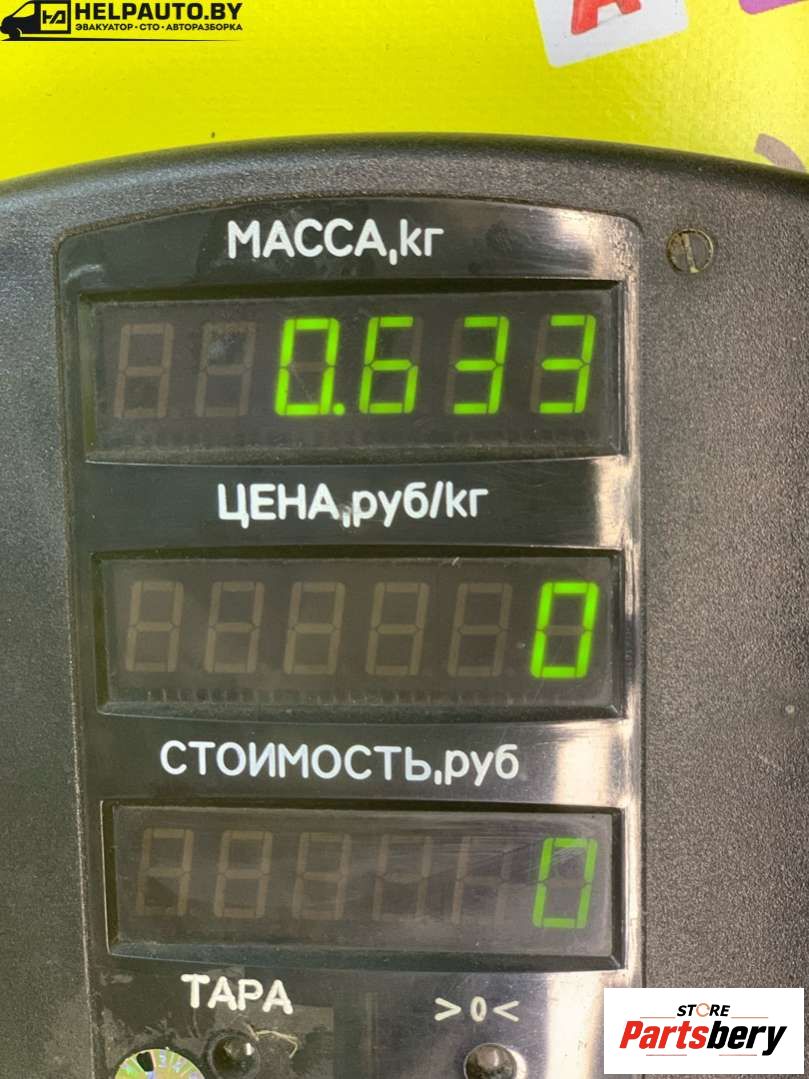 HELPAUTO.BY
ЭВАКУАТОР • СТО • АВТОРАЗБОРКА
МАССА,кг
0.633
ЦЕНА,руб/кг
0
СТОИМОСТЬ,руб
0
ТАРА
>0<
STORE
Partsbery